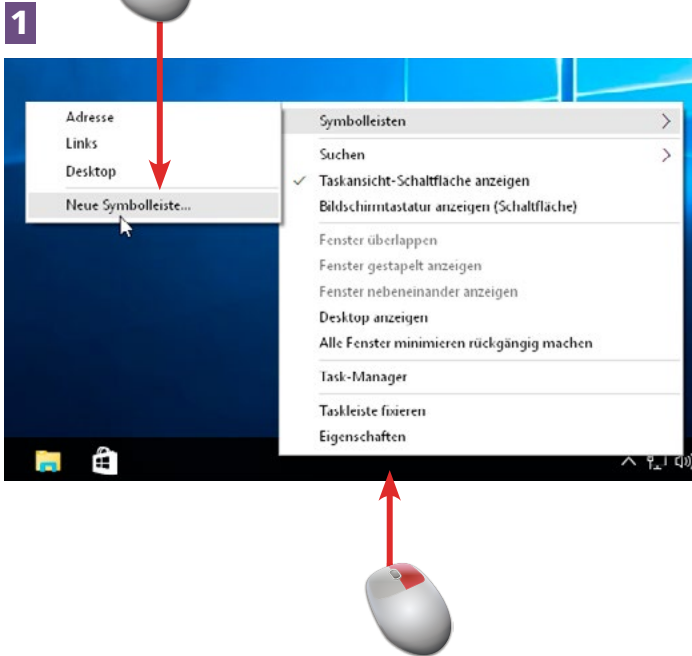 1
Adresse
Links
Desktop
Neue Symbolleiste...
Symbolleisten
Suchen
Taskansicht-Schaltfläche anzeigen
Bildschirmtastatur anzeigen (Schaltfläche)
Fenster überlappen
Fenster gestapelt anzeigen
Fenster nebeneinander anzeigen
Desktop anzeigen
Alle Fenster minimieren rückgängig machen
Task-Manager
Taskleiste fixieren
Eigenschaften